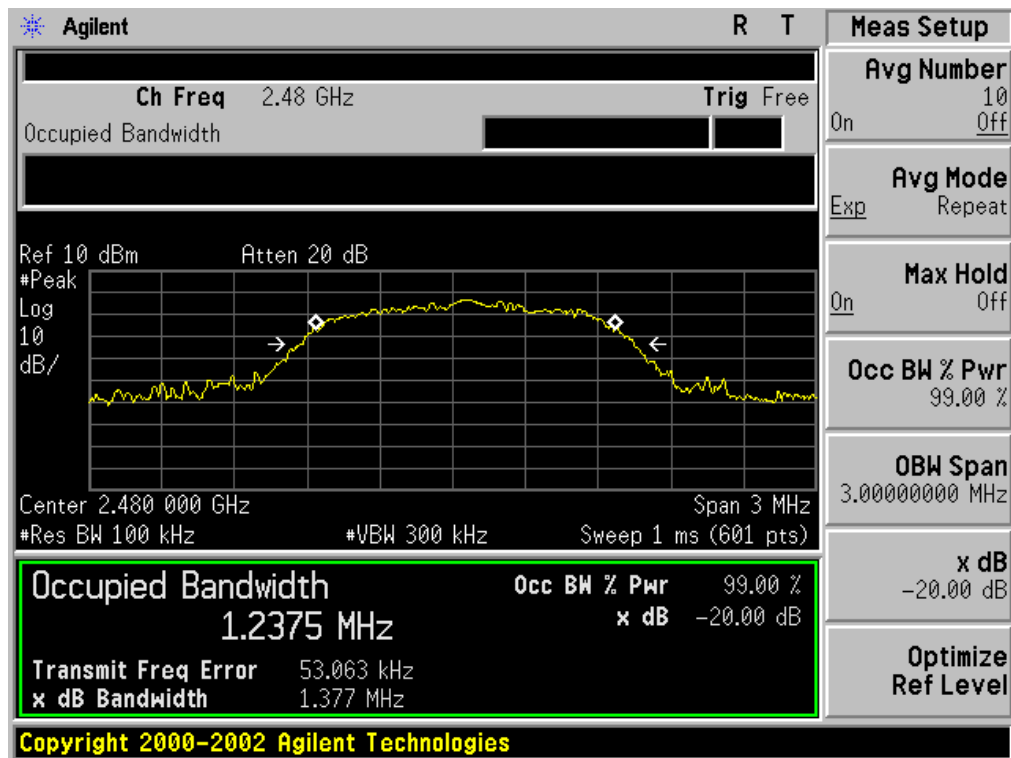 Agilent R T
Ch Freq 2.48 GHz Trig Free
Occupied Bandwidth
Ref 10 dBm Atten 20 dB
#Peak
Log
10
dB/
Center 2.480 000 GHz Span 3 MHz
#Res BW 100 kHz #VBW 300 kHz Sweep 1 ms (601 pts)
Occupied Bandwidth Occ BW % Pwr 99.00 %
1.2375 MHz x dB -20.00 dB
Transmit Freq Error 53.063 kHz
x dB Bandwidth 1.377 MHz
Copyright 2000-2002 Agilent Technologies
Meas Setup
Avg Number
10
On Off
Avg Mode
Exp Repeat
Max Hold
On Off
Occ BW % Pwr
99.00 %
OBW Span
3.00000000 MHz
x dB
-20.00 dB
Optimize
Ref Level